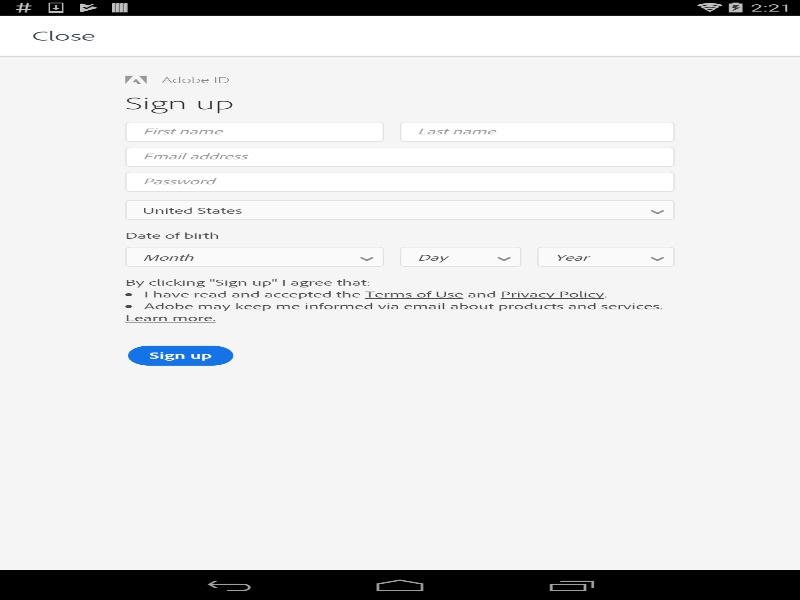 2:21
Close
Adobe ID
Sign up
First name
Last name
Email address
Password
United States
Date of birth
Month
Day
Year
By clicking "Sign up" I agree that:
• I have read and accepted the Terms of Use and Privacy Policy.
• Adobe may keep me informed via email about products and services.
Learn more.
Sign up